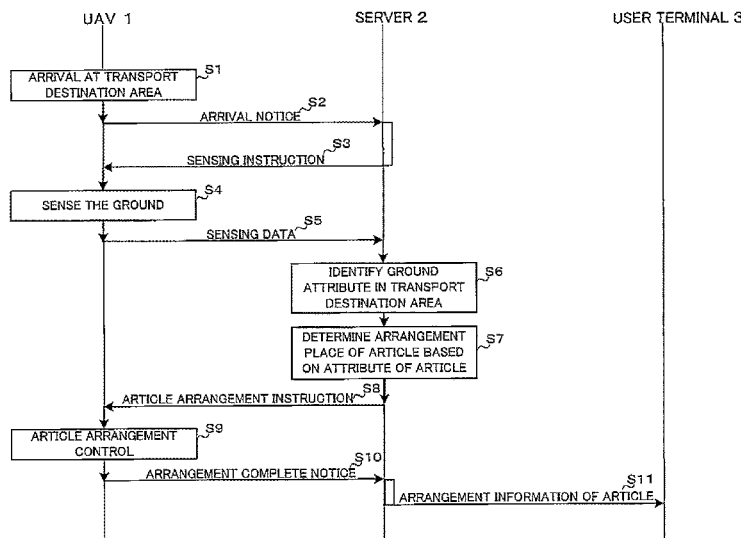 UAV 1
SERVER 2
USER TERMINAL 3
S1
ARRIVAL AT TRANSPORT
DESTINATION AREA
S2
ARRIVAL NOTICE
S3
SENSING INSTRUCTION
S4
SENSE THE GROUND
S5
SENSING DATA
S6
IDENTIFY GROUND
ATTRIBUTE IN TRANSPORT
DESTINATION AREA
S7
DETERMINE ARRANGEMENT
PLACE OF ARTICLE BASED
ON ATTRIBUTE OF ARTICLE
S8
ARTICLE ARRANGEMENT INSTRUCTION
S9
ARTICLE ARRANGEMENT
CONTROL
S10
ARRANGEMENT COMPLETE NOTICE
S11
ARRANGEMENT INFORMATION OF ARTICLE